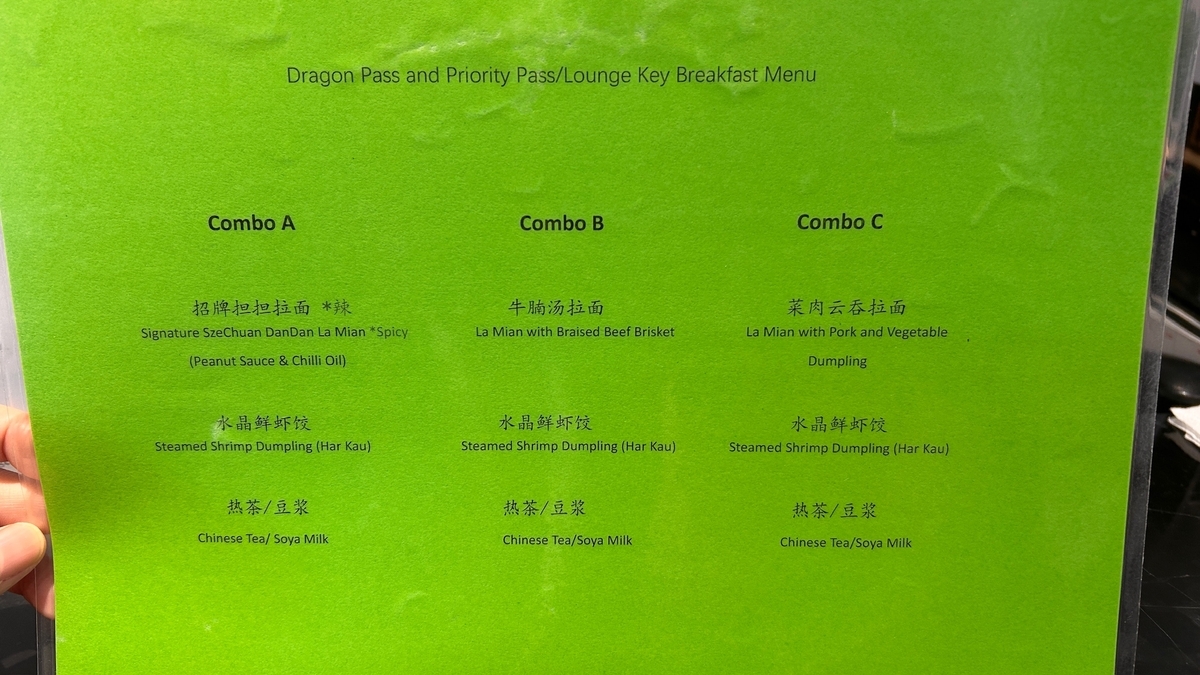 Dragon Pass and Priority Pass/Lounge Key Breakfast Menu
Combo A
招牌担担拉面 *辣
Signature SzeChuan DanDan La Mian *Spicy
(Peanut Sauce & Chilli Oil)
水晶鲜虾饺
Steamed Shrimp Dumpling (Har Kau)
热茶/豆浆
Chinese Tea/ Soya Milk
Combo B
牛腩汤拉面
La Mian with Braised Beef Brisket
水晶鲜虾饺
Steamed Shrimp Dumpling (Har Kau)
热茶/豆浆
Chinese Tea/Soya Milk
Combo C
菜肉云吞拉面
La Mian with Pork and Vegetable
Dumpling
水晶鲜虾饺
Steamed Shrimp Dumpling (Har Kau)
热茶/豆浆
Chinese Tea/Soya Milk